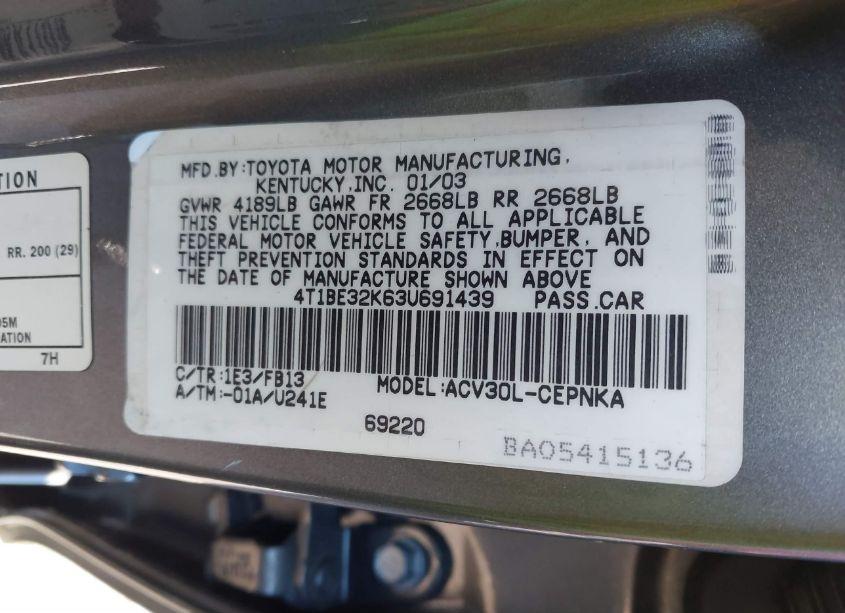 TION
RR. 200 (29)
05M
ATION
7H
MFD.BY:TOYOTA MOTOR MANUFACTURING,
KENTUCKY,INC. 01/03
GVWR 4189LB GAWR FR 2668LB RR 2668LB
THIS VEHICLE CONFORMS TO ALL APPLICABLE
FEDERAL MOTOR VEHICLE SAFETY,BUMPER, AND
THEFT PREVENTION STANDARDS IN EFFECT ON
THE DATE OF MANUFACTURE SHOWN ABOVE
4T1BE32K63U691439 PASS.CAR
C/TR:1E3/FB13 MODEL:ACV30L-CEPNKA
A/TM:-01A/U241E
69220
BA05415136